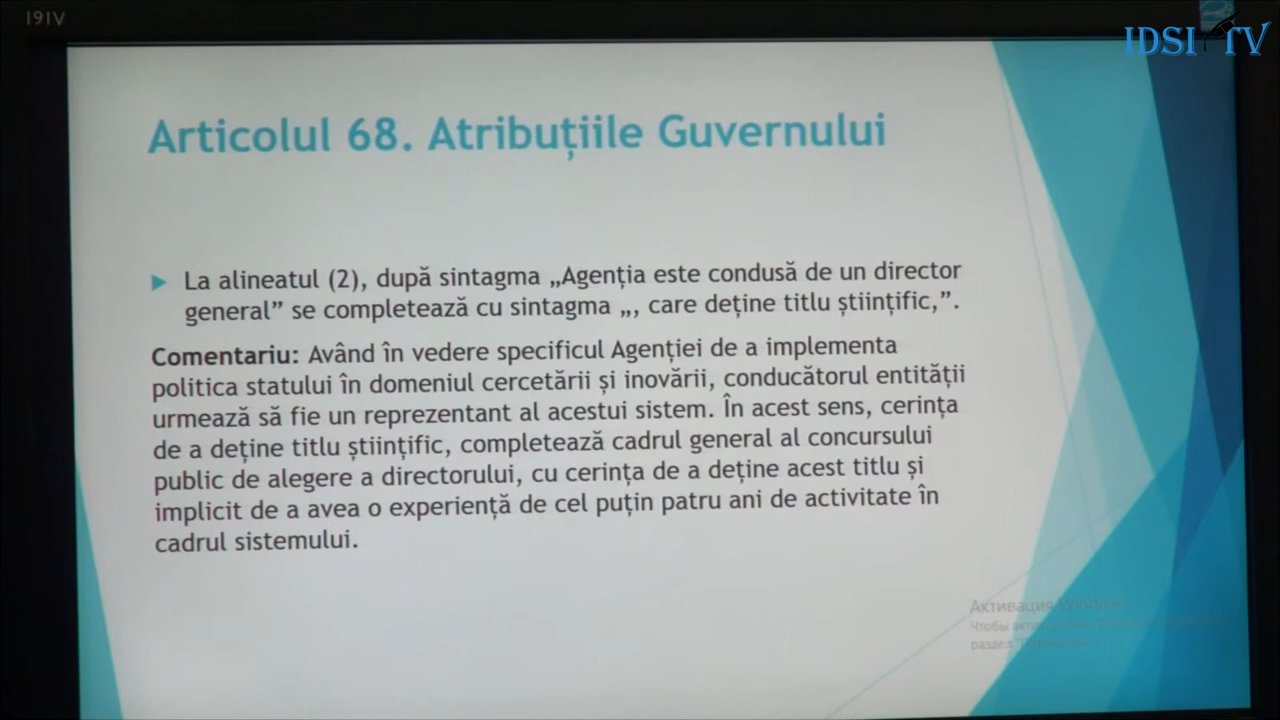 I9IV
IDSI TV
Articolul 68. Atribuțiile Guvernului
La alineatul (2), după sintagma „Agenția este condusă de un director
general” se completează cu sintagma „, care deține titlu științific,”.
Comentariu: Având în vedere specificul Agenției de a implementa
politica statului în domeniul cercetării și inovării, conducătorul entității
urmează să fie un reprezentant al acestui sistem. În acest sens, cerința
de a deține titlu științific, completează cadrul general al concursului
public de alegere a directorului, cu cerința de a deține acest titlu și
implicit de a avea o experiență de cel puțin patru ani de activitate în
cadrul sistemului.
Активация Windows
Чтобы
раздел